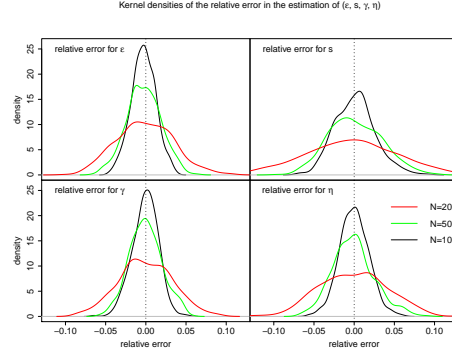 Kernel densities of the relative error in the estimation of (ε, s, γ, η)
relative error for ε
relative error for s
density
0 5 10 15 20 25
relative error for γ
relative error for η
N=20
N=50
N=10
density
0 5 10 15 20 25
−0.10 −0.05 0.00 0.05 0.10
−0.10 −0.05 0.00 0.05 0.10
relative error
relative error